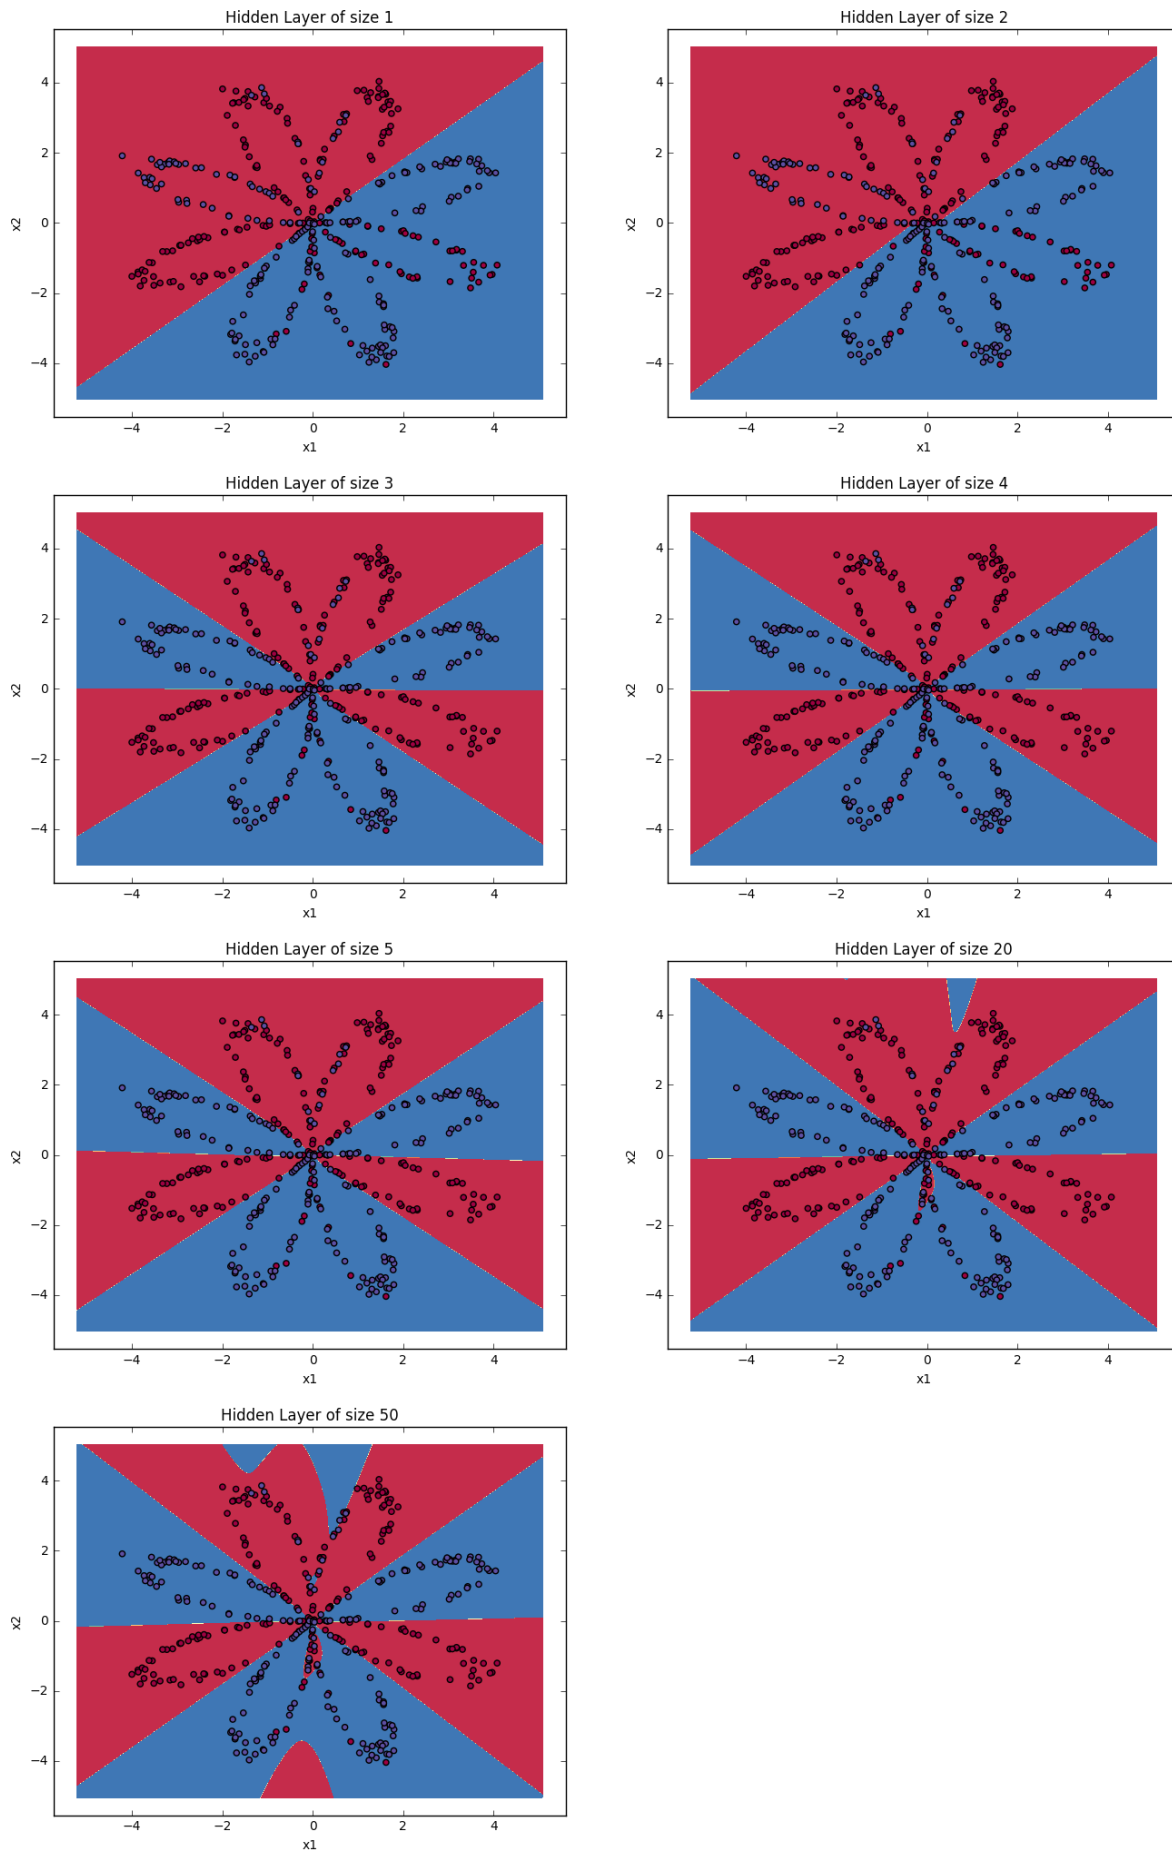 Hidden Layer of size 1
4
2
0
−2
−4
x2
−4 −2 0 2 4
x1
Hidden Layer of size 2
4
2
0
−2
−4
x2
−4 −2 0 2 4
x1
Hidden Layer of size 3
4
2
0
−2
−4
x2
−4 −2 0 2 4
x1
Hidden Layer of size 4
4
2
0
−2
−4
x2
−4 −2 0 2 4
x1
Hidden Layer of size 5
4
2
0
−2
−4
x2
−4 −2 0 2 4
x1
Hidden Layer of size 20
4
2
0
−2
−4
x2
−4 −2 0 2 4
x1
Hidden Layer of size 50
4
2
0
−2
−4
x2
−4 −2 0 2 4
x1